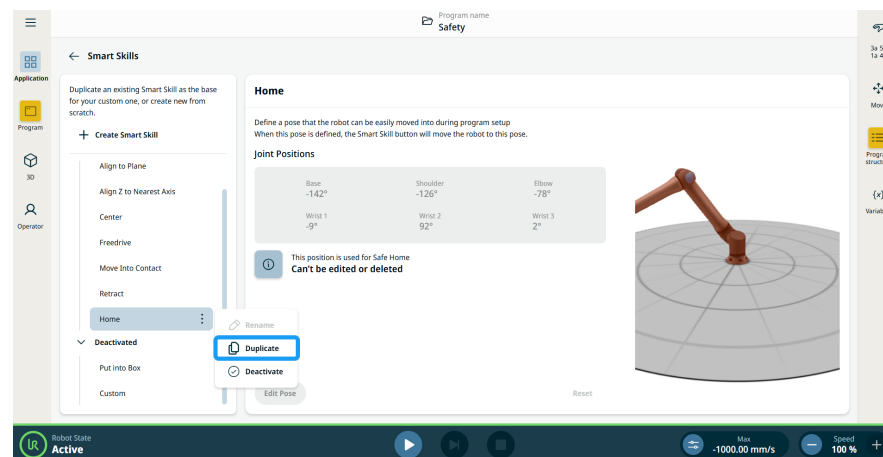 Program name
Safety
Application
Program
3D
Operator
Smart Skills
Duplicate an existing Smart Skill as the base
for your custom one, or create new from
scratch.
Create Smart Skill
Align to Plane
Align Z to Nearest Axis
Center
Freedrive
Move Into Contact
Retract
Home
Deactivated
Put into Box
Custom
Rename
Duplicate
Deactivate
Home
Define a pose that the robot can be easily moved into during program setup
When this pose is defined, the Smart Skill button will move the robot to this pose.
Joint Positions
Base Shoulder Elbow
-142° -126° -78°
Wrist 1 Wrist 2 Wrist 3
-9° 92° 2°
This position is used for Safe Home
Can't be edited or deleted
Edit Pose Reset
3a 5
1a 4
Mov
Progra
structu
{x}
Variab
Robot State
Active
Max
-1000.00 mm/s
Speed
100 %